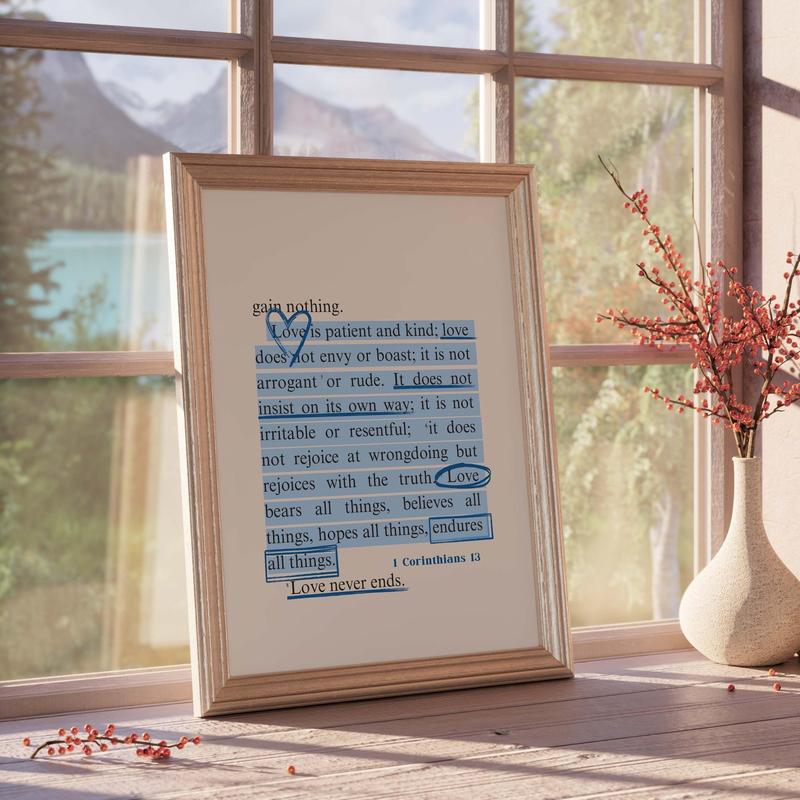 gain nothing.
Love is patient and kind; love
does not envy or boast; it is not
arrogant or rude. It does not
insist on its own way; it is not
irritable or resentful; it does
not rejoice at wrongdoing but
rejoices with the truth. Love
bears all things, believes all
things, hopes all things, endures
all things.
1 Corinthians 13
Love never ends.